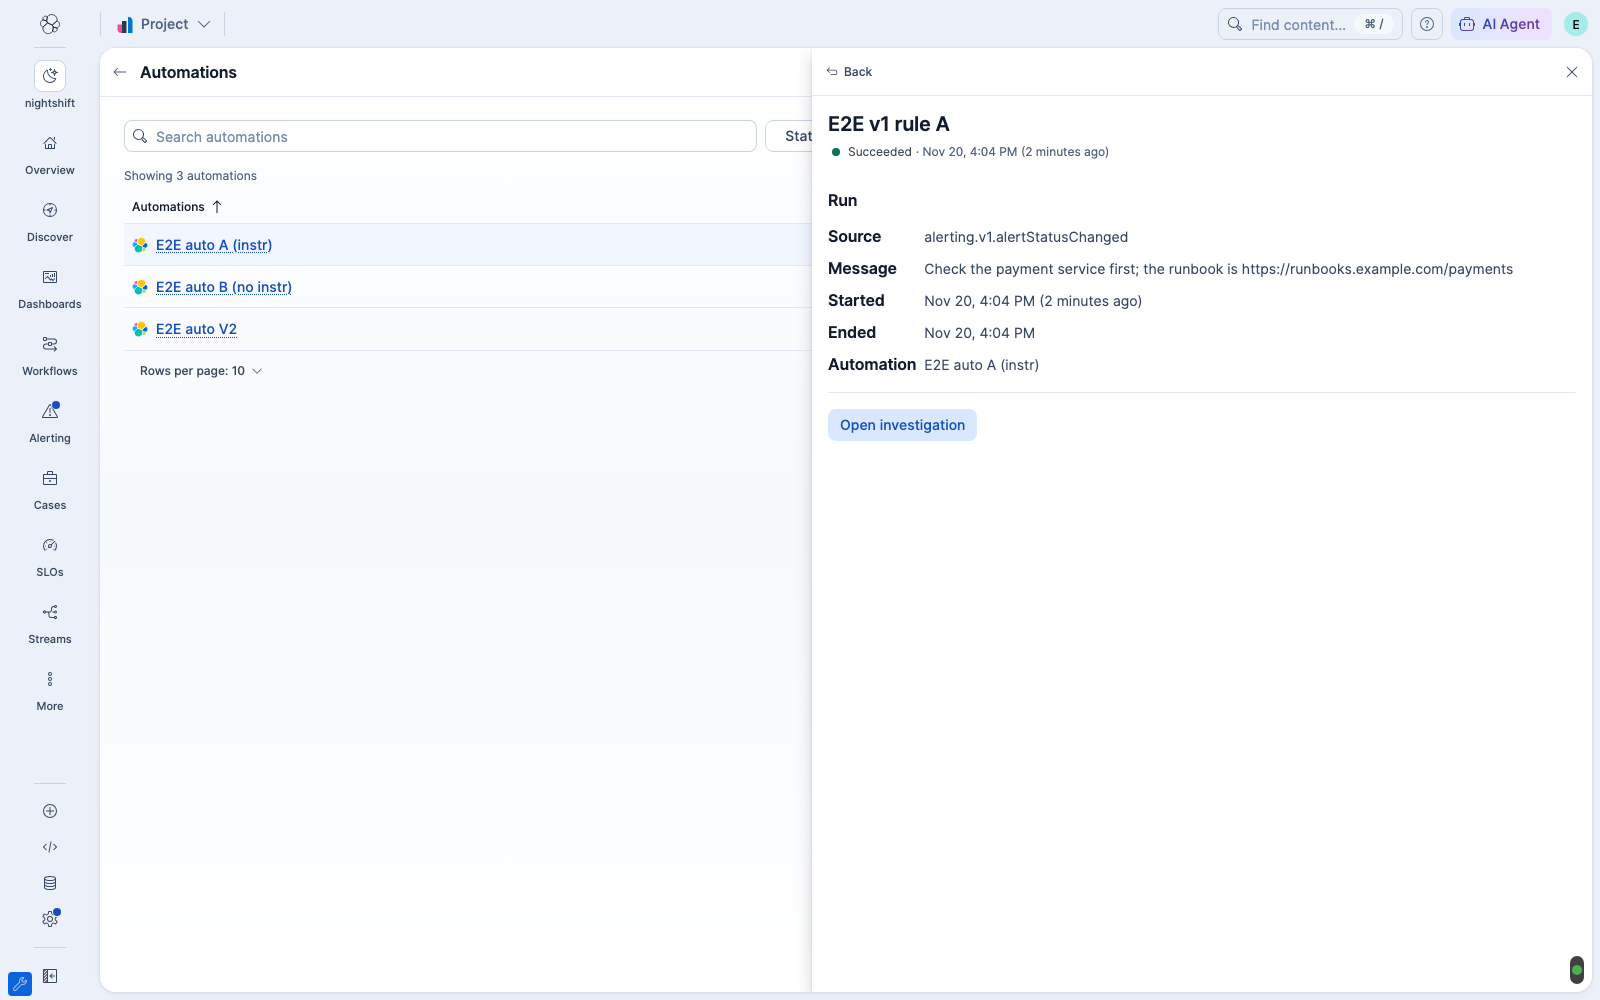 Project
Find content...
⌘ /
AI Agent
E
nightshift
Overview
Discover
Dashboards
Workflows
Alerting
Cases
SLOs
Streams
More
Automations
Search automations
Stat
Showing 3 automations
Automations
E2E auto A (instr)
E2E auto B (no instr)
E2E auto V2
Rows per page: 10
Back
E2E v1 rule A
Succeeded · Nov 20, 4:04 PM (2 minutes ago)
Run
Source alerting.v1.alertStatusChanged
Message Check the payment service first; the runbook is https://runbooks.example.com/payments
Started Nov 20, 4:04 PM (2 minutes ago)
Ended Nov 20, 4:04 PM
Automation E2E auto A (instr)
Open investigation